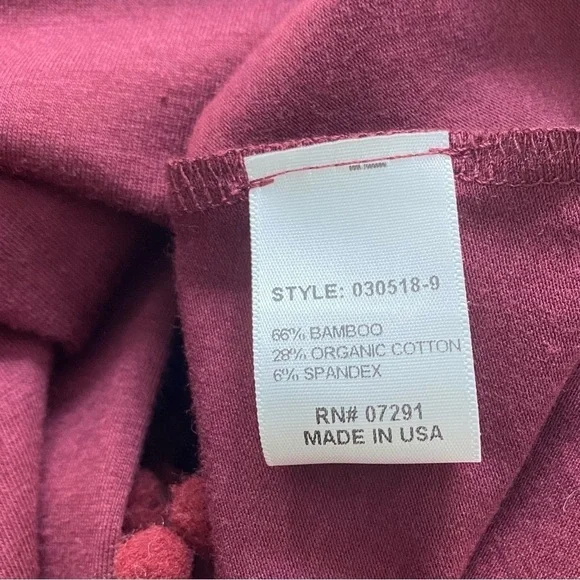 STYLE: 030518-9
66% BAMBOO
28% ORGANIC COTTON
6% SPANDEX
RN# 07291
MADE IN USA